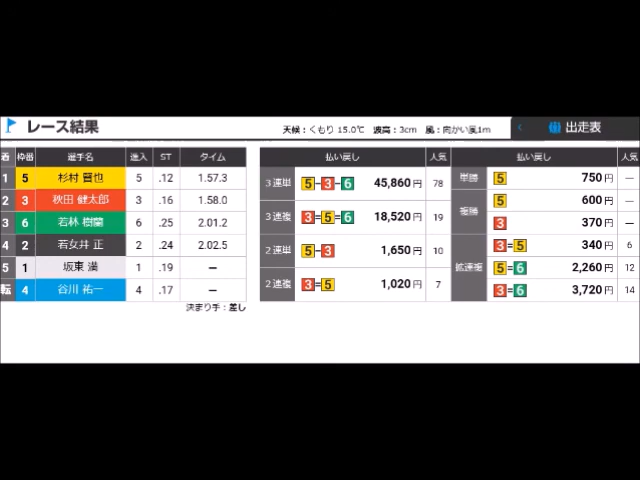 レース結果
天候：くもり 15.0℃ 波高：3cm 風：向かい風1m
出走表
着 枠番 選手名 進入 ST タイム
1 5 杉村 晋也 5 .12 1.57.3
2 3 秋田 健太郎 3 .16 1.58.0
3 6 若林 樹蘭 6 .25 2.01.2
4 2 若女井 正 2 .24 2.02.5
5 1 坂東 満 1 .19 —
転 4 谷川 祐一 4 .17 —
決まり手：差し
払い戻し 人気
3連単 5-3-6 45,860円 78
3連複 3=5=6 18,520円 19
2連単 5-3 1,650円 10
2連複 3=5 1,020円 7
払い戻し 人気
単勝 5 750円 —
複勝 5 600円 —
3 370円 —
拡連複 3=5 340円 6
5=6 2,260円 12
3=6 3,720円 14